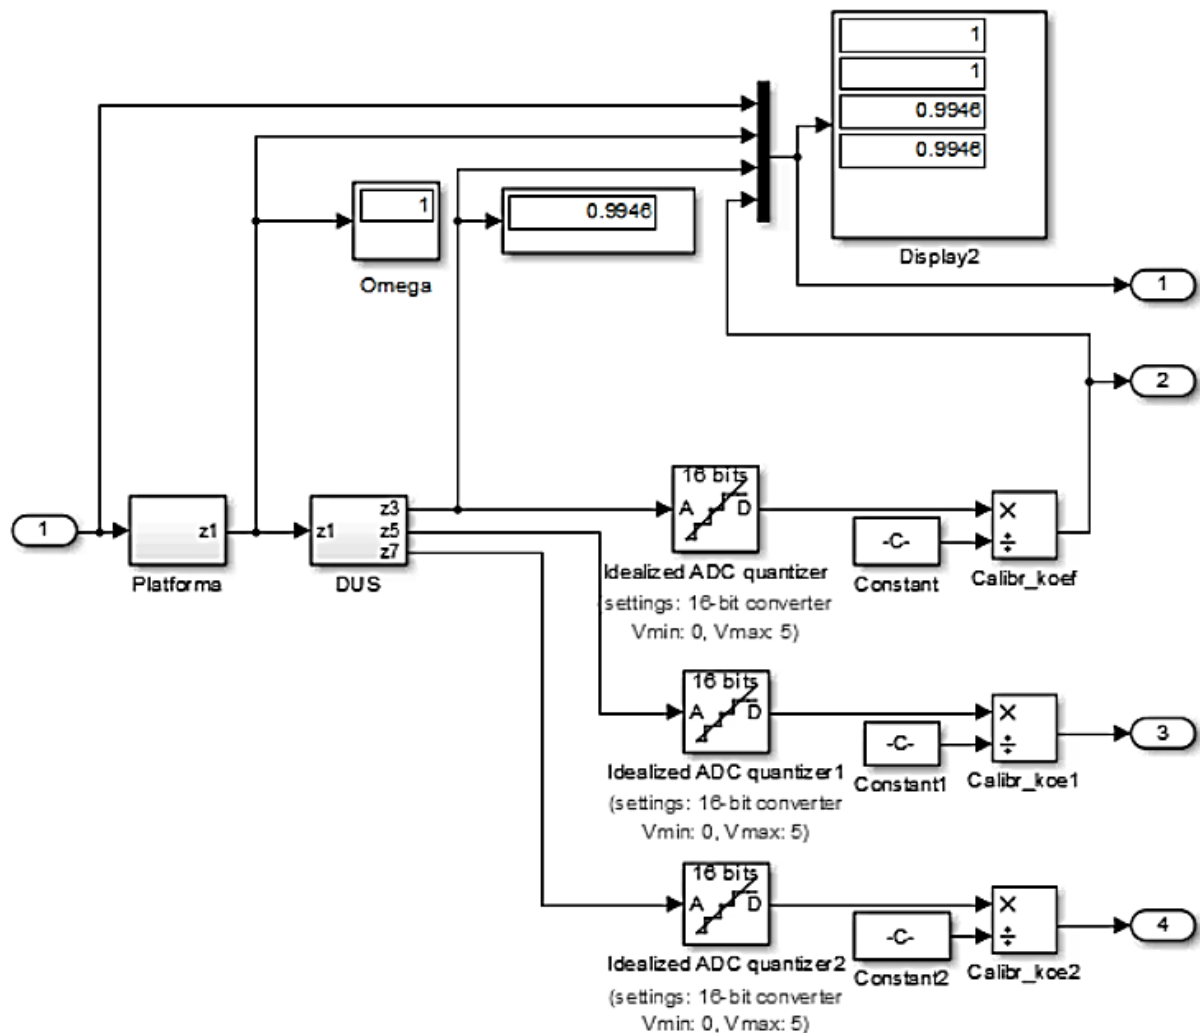 1
1
0.9946
0.9946
Display2
1
Omega
0.9946
1
2
1
z1
Platforma
z1
z3
z5
z7
DUS
16 bits
A
D
Idealized ADC quantizer
(settings: 16-bit converter
Vmin: 0, Vmax: 5)
-C-
Constant
×
÷
Calibr_koef
16 bits
A
D
Idealized ADC quantizer1
(settings: 16-bit converter
Vmin: 0, Vmax: 5)
-C-
Constant1
×
÷
Calibr_koe1
3
16 bits
A
D
Idealized ADC quantizer2
(settings: 16-bit converter
Vmin: 0, Vmax: 5)
-C-
Constant2
×
÷
Calibr_koe2
4